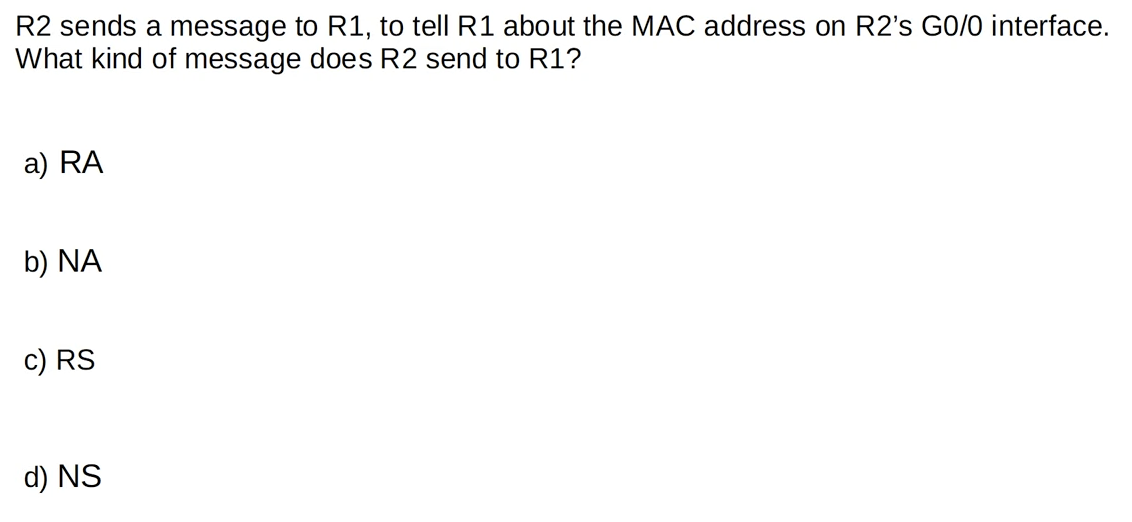 R2 sends a message to R1, to tell R1 about the MAC address on R2’s G0/0 interface.
What kind of message does R2 send to R1?
a) RA
b) NA
c) RS
d) NS